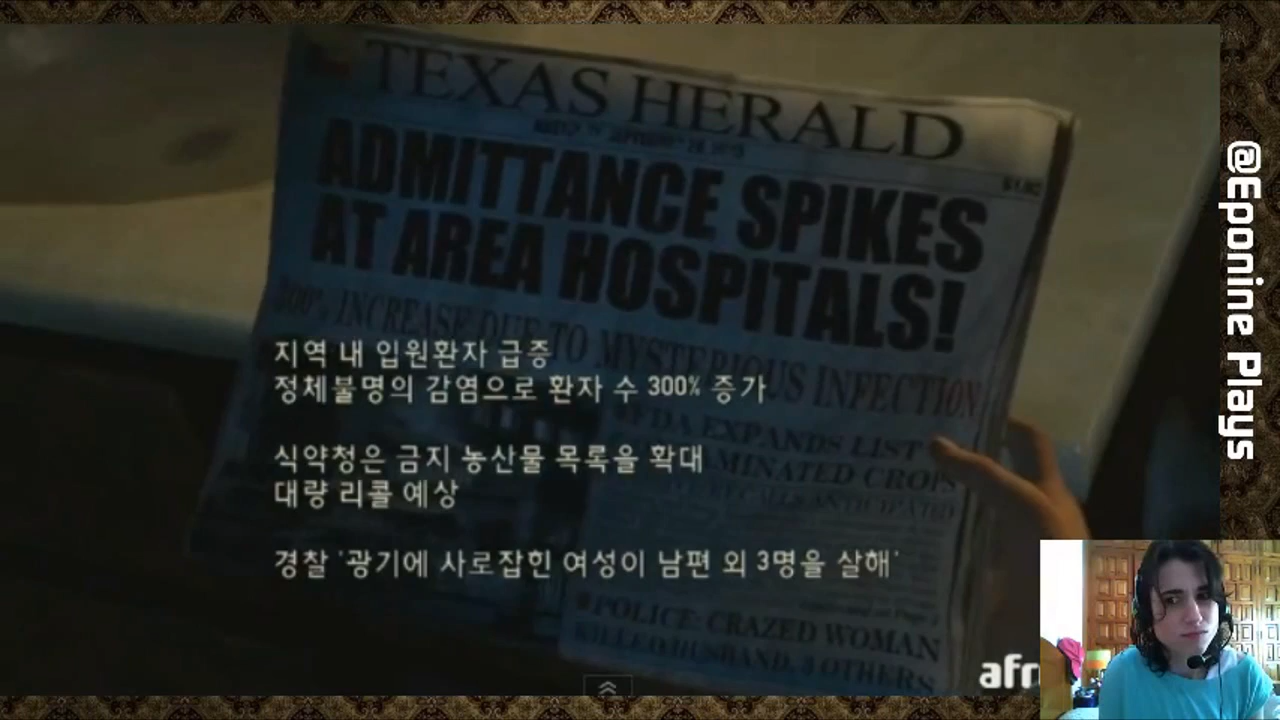 TEXAS HERALD
ADMITTANCE SPIKES
AT AREA HOSPITALS!
INCREASE DUE TO MYSTERIOUS INFECTION
지역 내 입원환자 급증
정체불명의 감염으로 환자 수 300% 증가
식약청은 금지 농산물 목록을 확대
대량 리콜 예상
경찰 '광기에 사로잡힌 여성이 남편 외 3명을 살해'
FDA EXPANDS LIST
CROPS
POLICE: CRAZED WOMAN
KILLED HUSBAND, 3 OTHERS
afr
@Eponine Plays